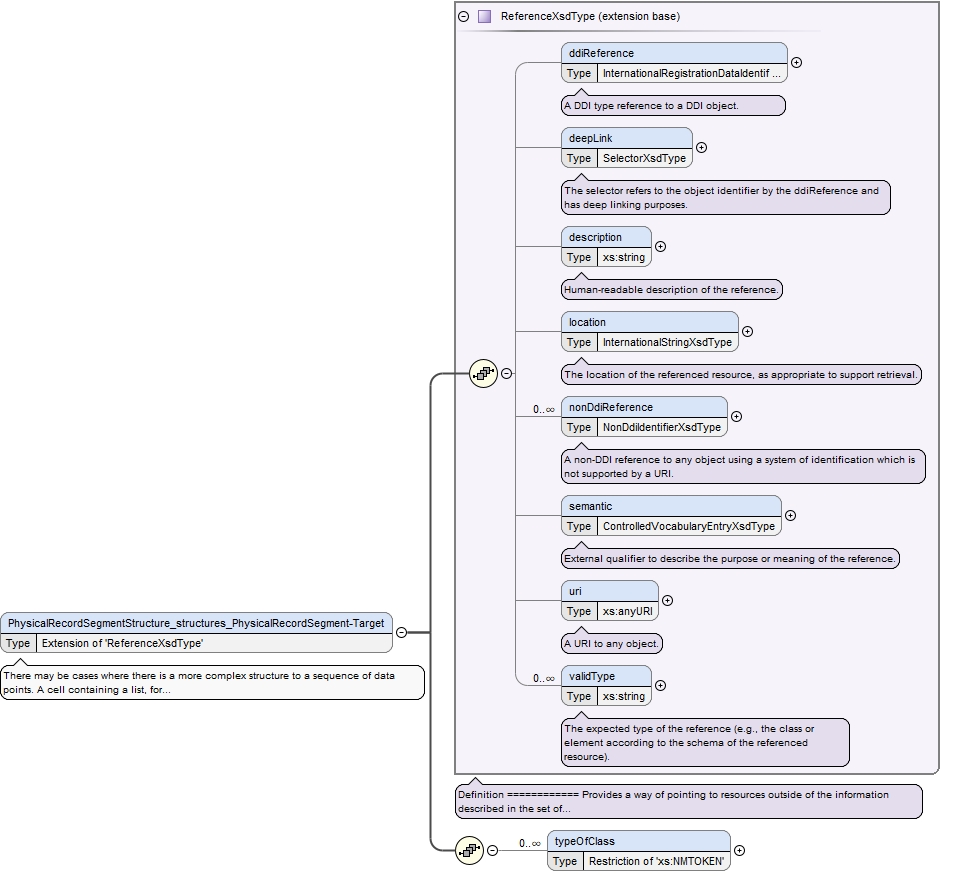 ReferenceXsdType (extension base)
ddiReference
Type InternationalRegistrationDataIdentif ...
A DDI type reference to a DDI object.
deepLink
Type SelectorXsdType
The selector refers to the object identifier by the ddiReference and
has deep linking purposes.
description
Type xs:string
Human-readable description of the reference.
location
Type InternationalStringXsdType
The location of the referenced resource, as appropriate to support retrieval.
0..∞ nonDdiReference
Type NonDdiIdentifierXsdType
A non-DDI reference to any object using a system of identification which is
not supported by a URI.
semantic
Type ControlledVocabularyEntryXsdType
External qualifier to describe the purpose or meaning of the reference.
uri
Type xs:anyURI
A URI to any object.
0..∞ validType
Type xs:string
The expected type of the reference (e.g., the class or
element according to the schema of the referenced
resource).
PhysicalRecordSegmentStructure_structures_PhysicalRecordSegment-Target
Type Extension of 'ReferenceXsdType'
There may be cases where there is a more complex structure to a sequence of data
points. A cell containing a list, for...
Definition ============ Provides a way of pointing to resources outside of the information
described in the set of...
0..∞ typeOfClass
Type Restriction of 'xs:NMTOKEN'